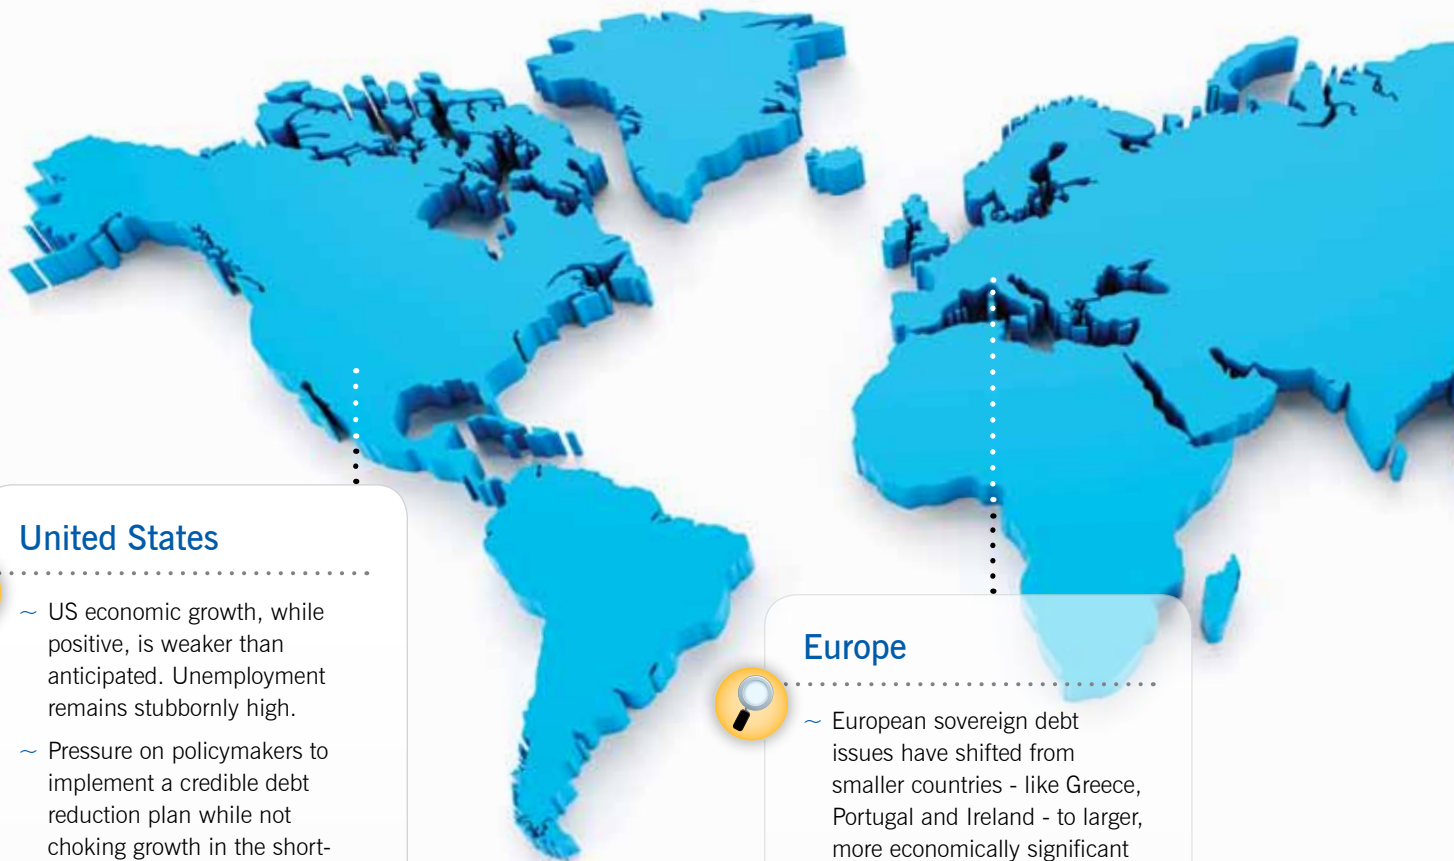 United States
~ US economic growth, while
positive, is weaker than
anticipated. Unemployment
remains stubbornly high.
~ Pressure on policymakers to
implement a credible debt
reduction plan while not
choking growth in the short-
Europe
~ European sovereign debt
issues have shifted from
smaller countries - like Greece,
Portugal and Ireland - to larger,
more economically significant